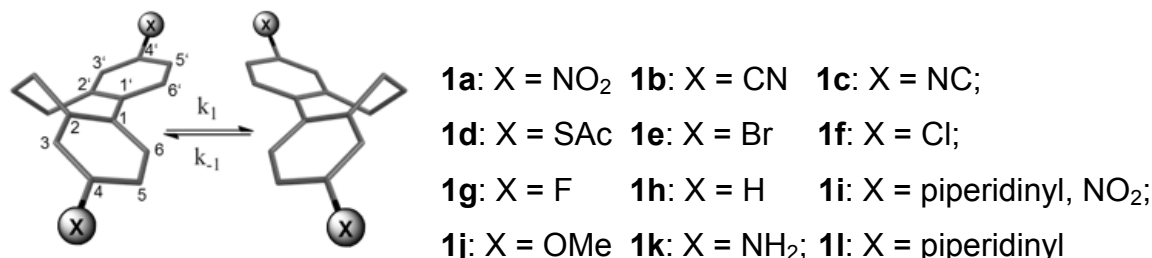 X X
4' 3' 5' 2' 1' 6' 1 2 3 6 4 5
k₁
k₋₁
X X
1a: X = NO₂ 1b: X = CN 1c: X = NC;
1d: X = SAc 1e: X = Br 1f: X = Cl;
1g: X = F 1h: X = H 1i: X = piperidinyl, NO₂;
1j: X = OMe 1k: X = NH₂; 1l: X = piperidinyl